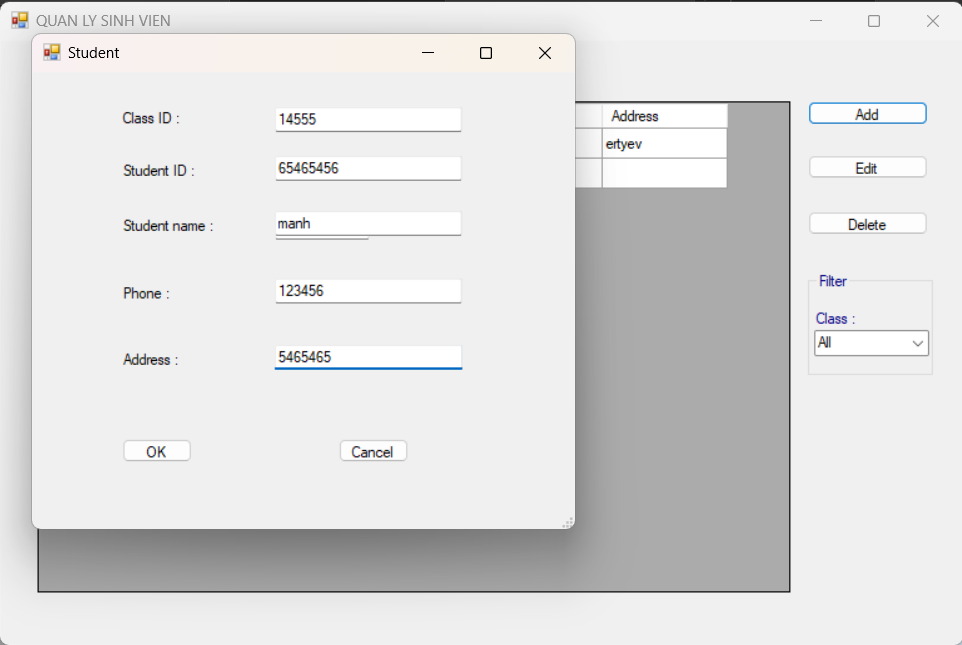 QUAN LY SINH VIEN
Student
Class ID : 14555
Student ID : 65465456
Student name : manh
Phone : 123456
Address : 5465465
OK Cancel
Address
ertyev
Add
Edit
Delete
Filter
Class :
All